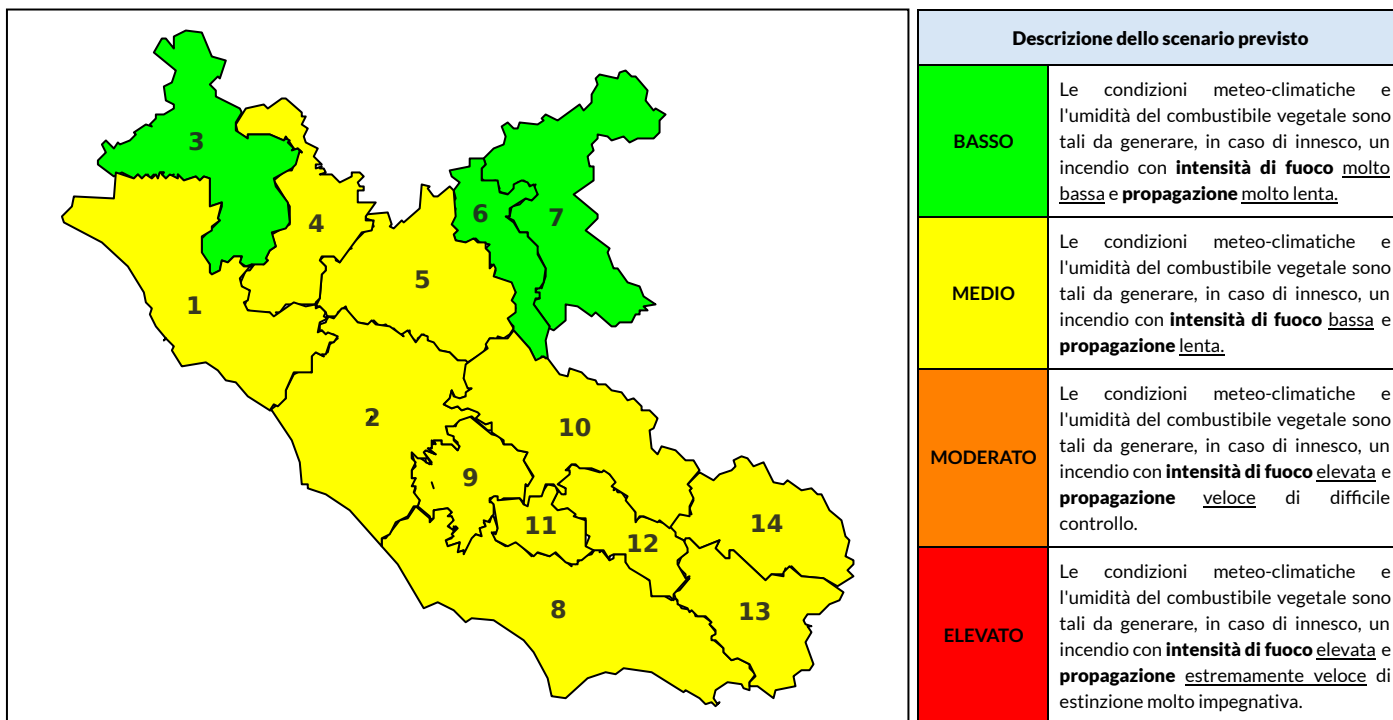 3
4
6
7
5
1
2
10
9
11
12
14
8
13
Descrizione dello scenario previsto
BASSO
Le condizioni meteo-climatiche e
l'umidità del combustibile vegetale sono
tali da generare, in caso di innesco, un
incendio con intensità di fuoco molto
bassa e propagazione molto lenta.
MEDIO
Le condizioni meteo-climatiche e
l'umidità del combustibile vegetale sono
tali da generare, in caso di innesco, un
incendio con intensità di fuoco bassa e
propagazione lenta.
MODERATO
Le condizioni meteo-climatiche e
l'umidità del combustibile vegetale sono
tali da generare, in caso di innesco, un
incendio con intensità di fuoco elevata e
propagazione veloce di difficile
controllo.
ELEVATO
Le condizioni meteo-climatiche e
l'umidità del combustibile vegetale sono
tali da generare, in caso di innesco, un
incendio con intensità di fuoco elevata e
propagazione estremamente veloce di
estinzione molto impegnativa.